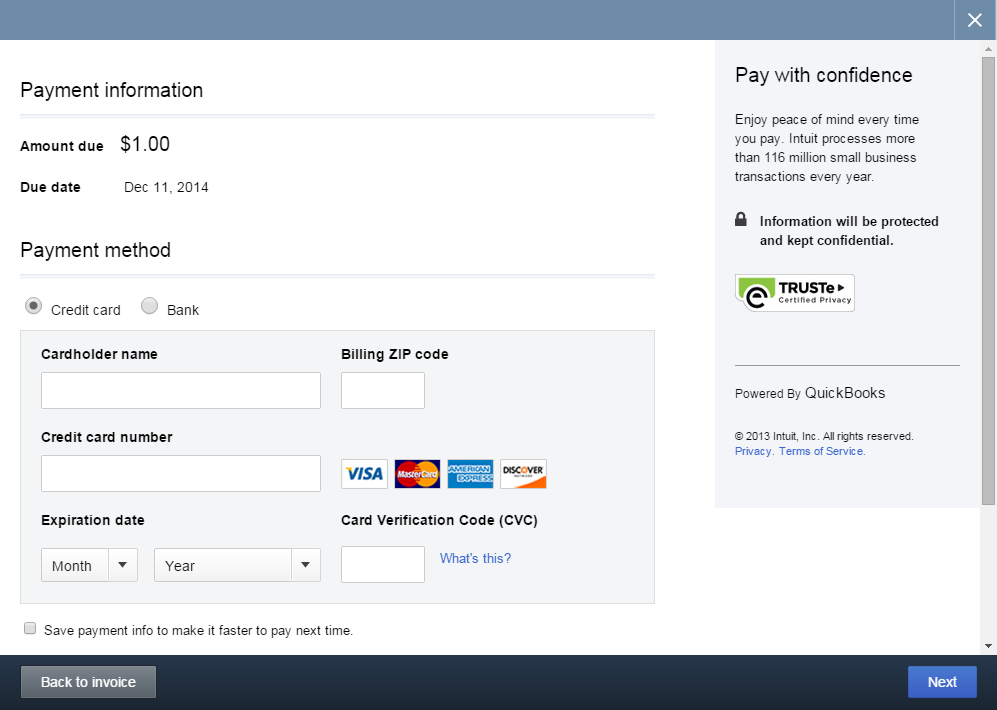 Payment information
Amount due $1.00
Due date Dec 11, 2014
Payment method
Credit card Bank
Cardholder name Billing ZIP code
Credit card number
VISA MasterCard AMERICAN EXPRESS DISCOVER
Expiration date Card Verification Code (CVC)
Month Year What's this?
Save payment info to make it faster to pay next time.
Back to invoice Next
Pay with confidence
Enjoy peace of mind every time
you pay. Intuit processes more
than 116 million small business
transactions every year.
Information will be protected
and kept confidential.
TRUSTe
Certified Privacy
Powered By QuickBooks
© 2013 Intuit, Inc. All rights reserved.
Privacy. Terms of Service.